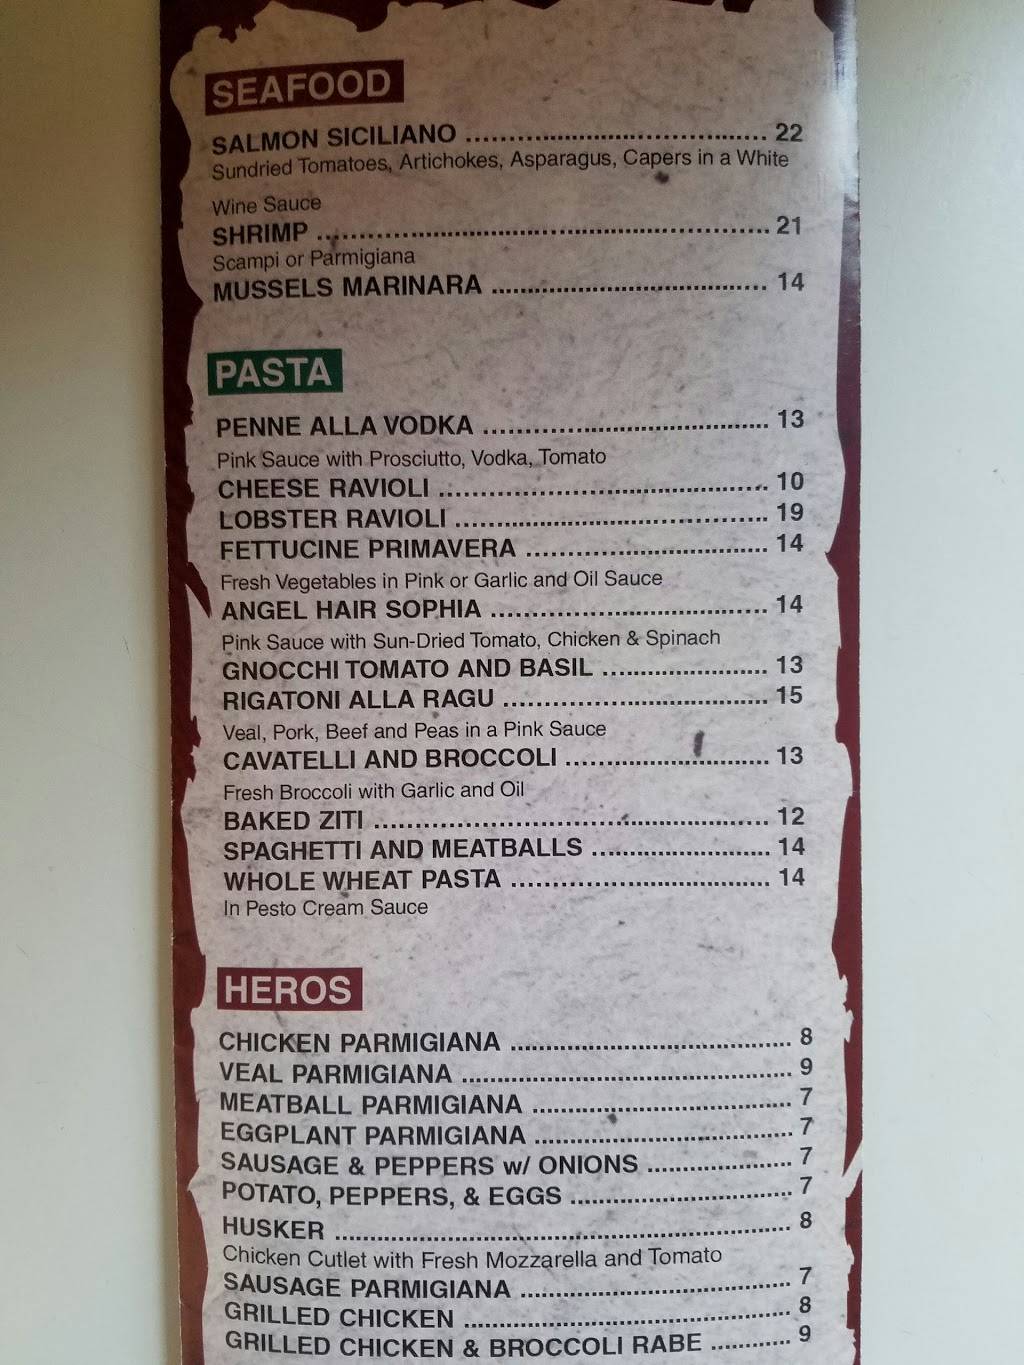 SEAFOOD
SALMON SICILIANO ........................................ 22
Sundried Tomatoes, Artichokes, Asparagus, Capers in a White
Wine Sauce
SHRIMP ............................................................ 21
Scampi or Parmigiana
MUSSELS MARINARA ..................................... 14
PASTA
PENNE ALLA VODKA ...................................... 13
Pink Sauce with Prosciutto, Vodka, Tomato
CHEESE RAVIOLI ............................................ 10
LOBSTER RAVIOLI .......................................... 19
FETTUCINE PRIMAVERA ................................ 14
Fresh Vegetables in Pink or Garlic and Oil Sauce
ANGEL HAIR SOPHIA ..................................... 14
Pink Sauce with Sun-Dried Tomato, Chicken & Spinach
GNOCCHI TOMATO AND BASIL ...................... 13
RIGATONI ALLA RAGU ................................... 15
Veal, Pork, Beef and Peas in a Pink Sauce
CAVATELLI AND BROCCOLI ........................... 13
Fresh Broccoli with Garlic and Oil
BAKED ZITI ..................................................... 12
SPAGHETTI AND MEATBALLS ........................ 14
WHOLE WHEAT PASTA ................................... 14
In Pesto Cream Sauce
HEROS
CHICKEN PARMIGIANA ....................................... 8
VEAL PARMIGIANA .............................................. 9
MEATBALL PARMIGIANA .................................... 7
EGGPLANT PARMIGIANA .................................... 7
SAUSAGE & PEPPERS w/ ONIONS .................... 7
POTATO, PEPPERS, & EGGS ............................... 7
HUSKER ................................................................ 8
Chicken Cutlet with Fresh Mozzarella and Tomato
SAUSAGE PARMIGIANA ...................................... 7
GRILLED CHICKEN .............................................. 8
GRILLED CHICKEN & BROCCOLI RABE ........... 9